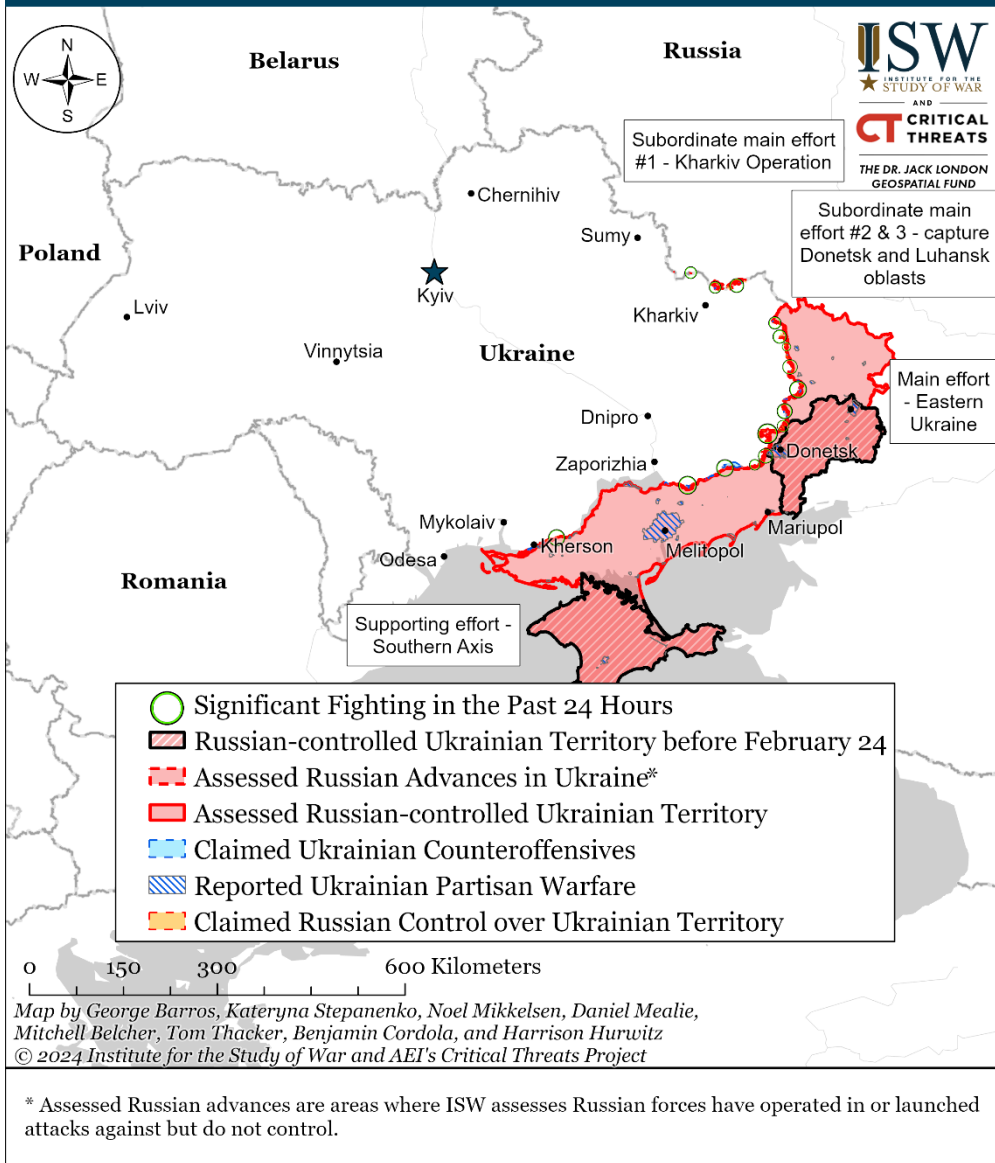 N
W
E
S
Belarus
Russia
ISW
INSTITUTE FOR THE
STUDY OF WAR
AND
CT CRITICAL
THREATS
THE DR. JACK LONDON
GEOSPATIAL FUND
Subordinate main effort
#1 - Kharkiv Operation
Subordinate main
effort #2 & 3 - capture
Donetsk and Luhansk
oblasts
Chernihiv
Sumy
Poland
Kyiv
Lviv
Kharkiv
Vinnytsia
Ukraine
Main effort
- Eastern
Ukraine
Dnipro
Donetsk
Zaporizhia
Mykolaiv
Mariupol
Kherson
Melitopol
Odesa
Romania
Supporting effort -
Southern Axis
Significant Fighting in the Past 24 Hours
Russian-controlled Ukrainian Territory before February 24
Assessed Russian Advances in Ukraine*
Assessed Russian-controlled Ukrainian Territory
Claimed Ukrainian Counteroffensives
Reported Ukrainian Partisan Warfare
Claimed Russian Control over Ukrainian Territory
0 150 300 600 Kilometers
Map by George Barros, Kateryna Stepanenko, Noel Mikkelsen, Daniel Mealie,
Mitchell Belcher, Tom Thacker, Benjamin Cordola, and Harrison Hurwitz
© 2024 Institute for the Study of War and AEI's Critical Threats Project
* Assessed Russian advances are areas where ISW assesses Russian forces have operated in or launched
attacks against but do not control.